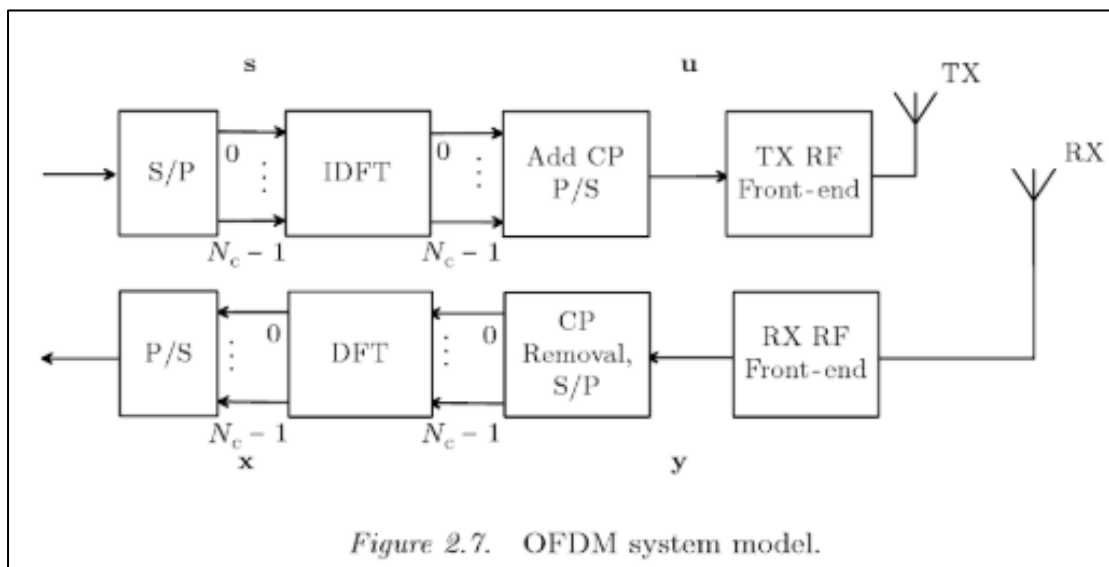 s
u
TX
RX
S/P
0
⋮
N_c − 1
IDFT
0
⋮
N_c − 1
Add CP
P/S
TX RF
Front-end
P/S
0
⋮
N_c − 1
DFT
0
⋮
N_c − 1
CP
Removal,
S/P
RX RF
Front-end
x
y
Figure 2.7. OFDM system model.